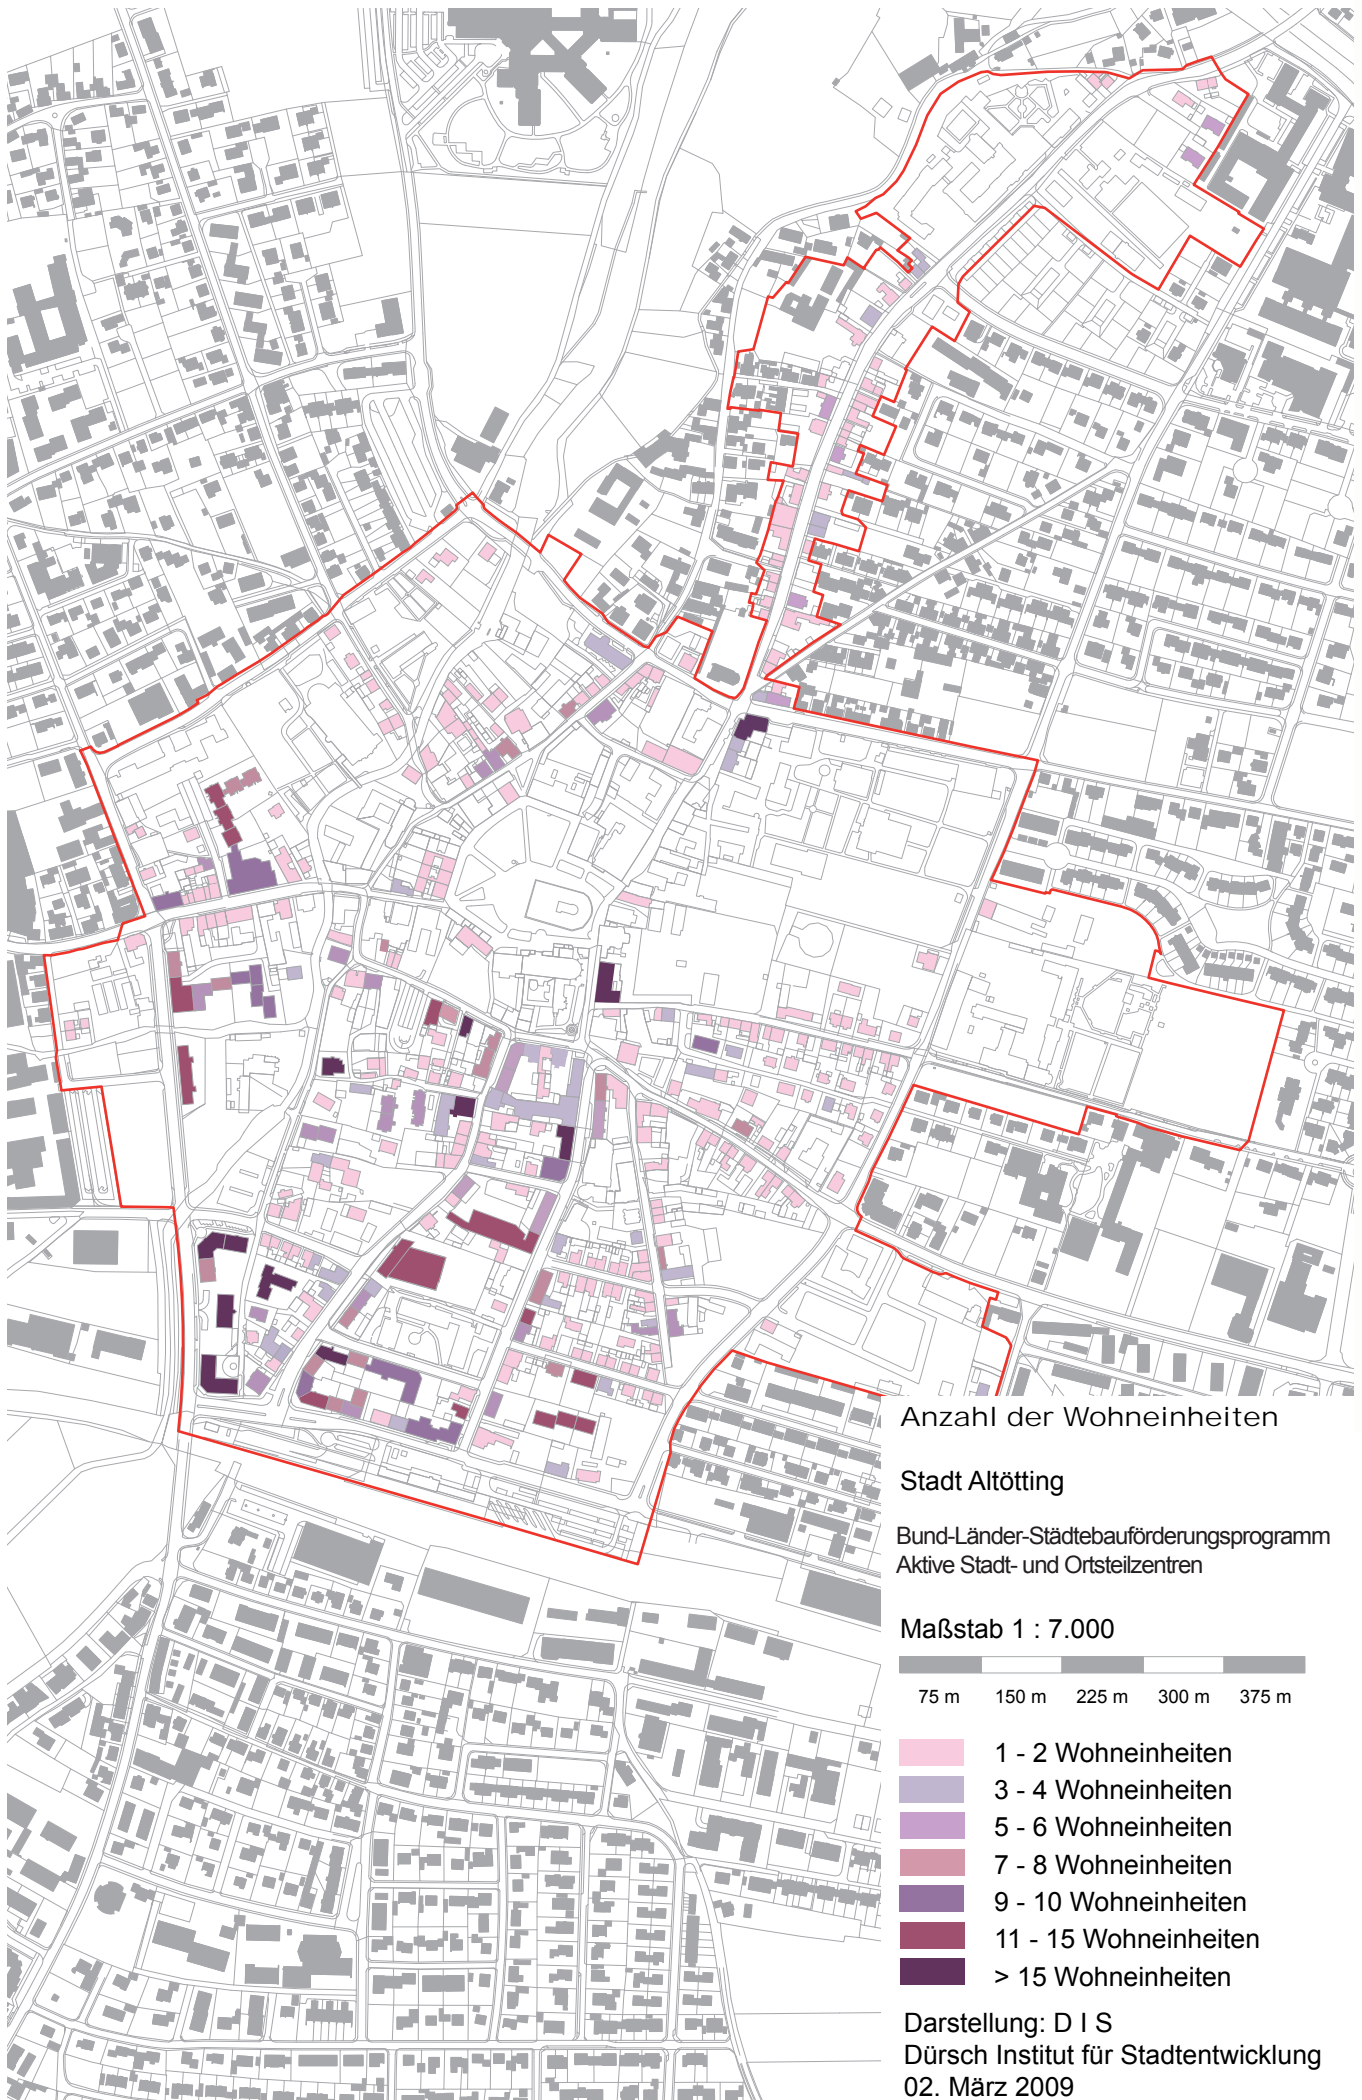 Anzahl der Wohneinheiten
Stadt Altötting
Bund-Länder-Städtebauförderungsprogramm
Aktive Stadt- und Ortsteilzentren
Maßstab 1 : 7.000
75 m 150 m 225 m 300 m 375 m
1 - 2 Wohneinheiten
3 - 4 Wohneinheiten
5 - 6 Wohneinheiten
7 - 8 Wohneinheiten
9 - 10 Wohneinheiten
11 - 15 Wohneinheiten
> 15 Wohneinheiten
Darstellung: D I S
Dürsch Institut für Stadtentwicklung
02. März 2009